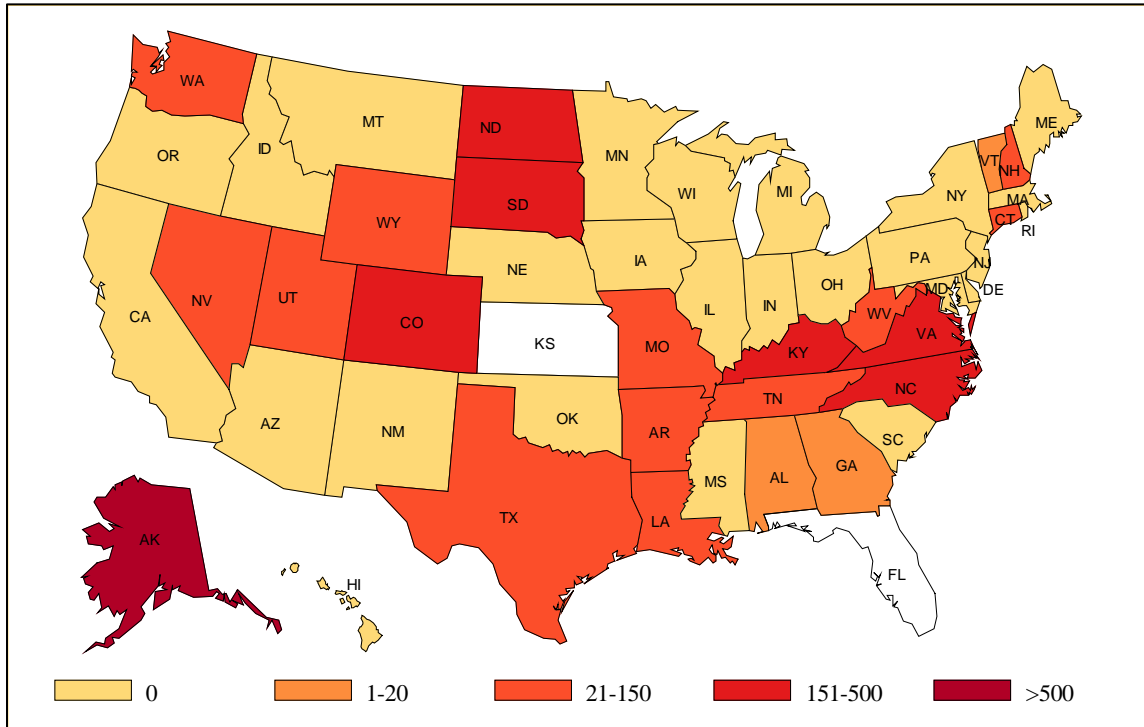 WA
MT
ND
ME
OR
ID
MN
VT
NH
WI
MI
NY
MA
WY
SD
CT
RI
NE
IA
PA
NJ
OH
MD
DE
NV
UT
IL
IN
WV
CA
CO
KS
MO
KY
VA
TN
NC
AZ
NM
OK
AR
SC
MS
AL
GA
TX
LA
AK
HI
FL
0 1-20 21-150 151-500 >500